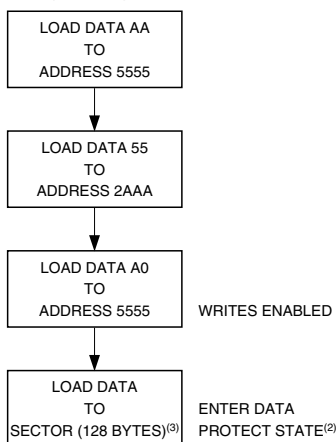 LOAD DATA AA
TO
ADDRESS 5555
LOAD DATA 55
TO
ADDRESS 2AAA
LOAD DATA A0
TO
ADDRESS 5555
WRITES ENABLED
LOAD DATA
TO
SECTOR (128 BYTES)(3)
ENTER DATA
PROTECT STATE(2)